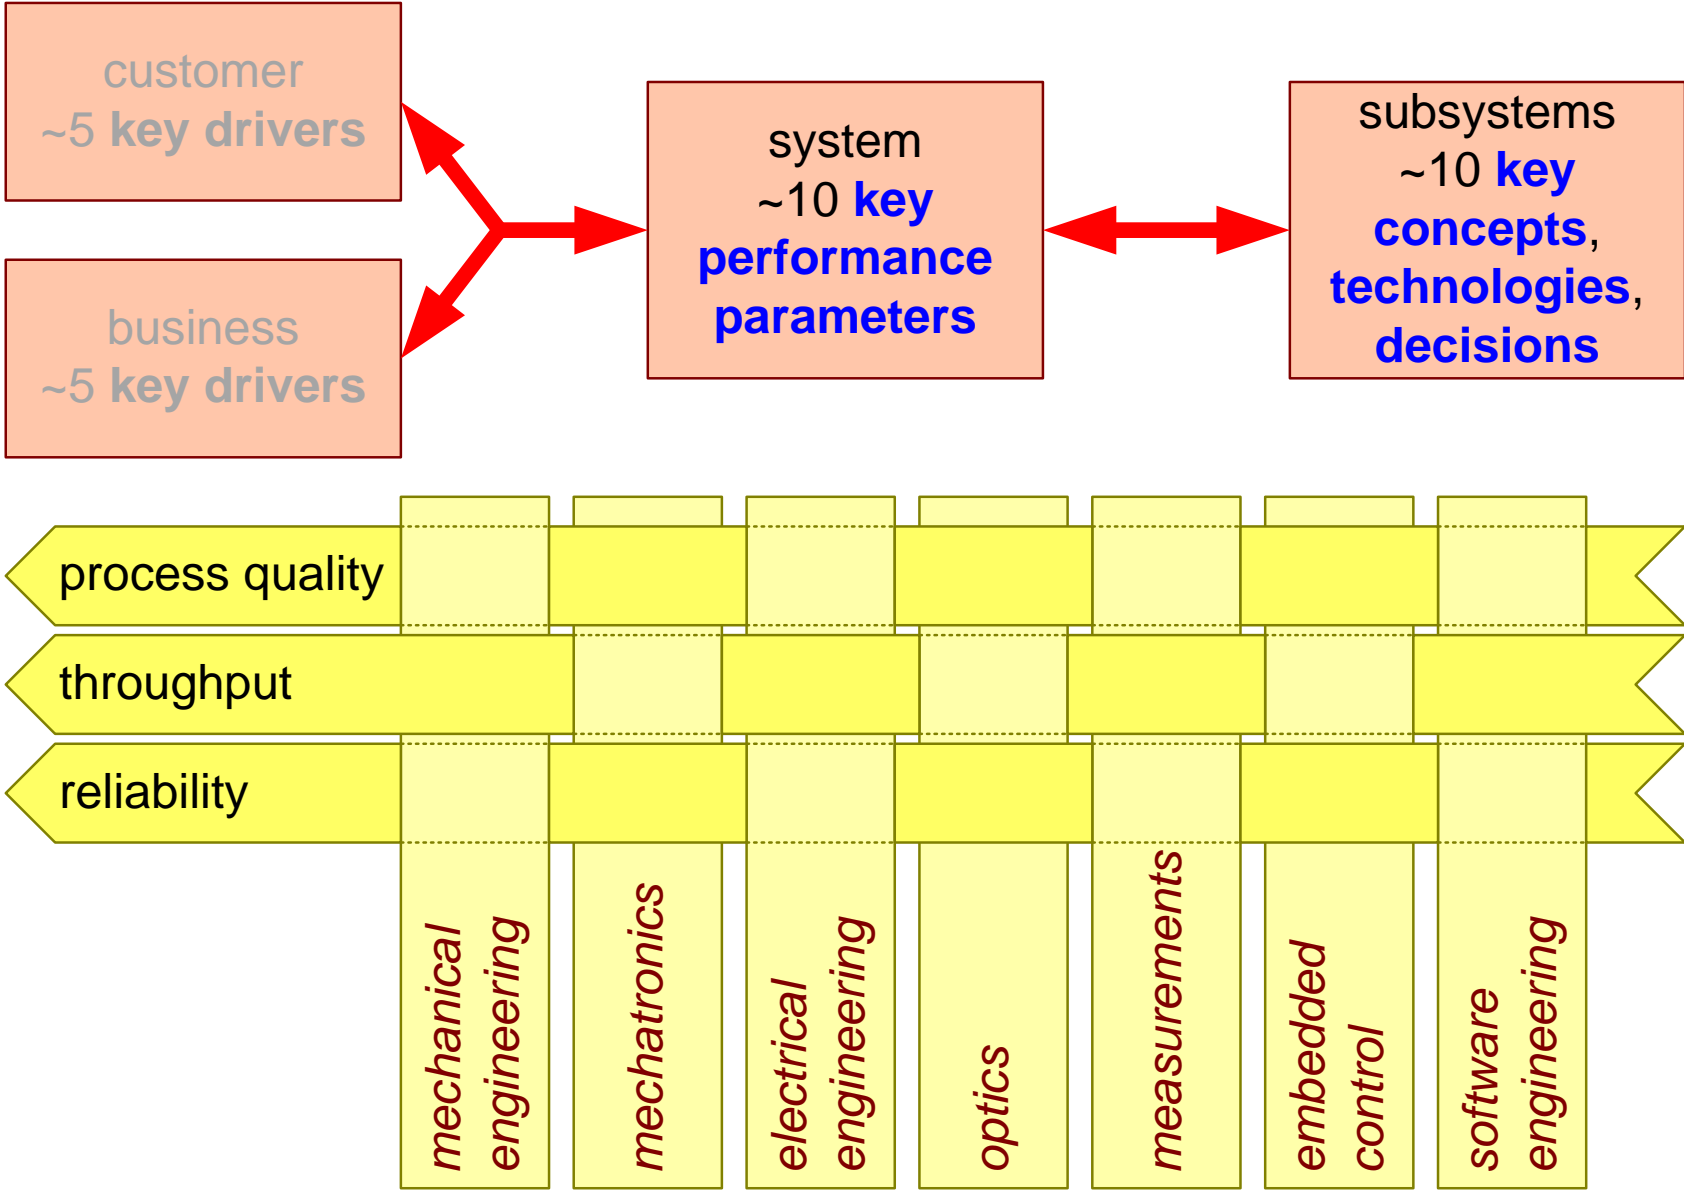 customer
~5 key drivers
business
~5 key drivers
system
~10 key
performance
parameters
subsystems
~10 key
concepts,
technologies,
decisions
process quality
throughput
reliability
mechanical
engineering
mechatronics
electrical
engineering
optics
measurements
embedded
control
software
engineering